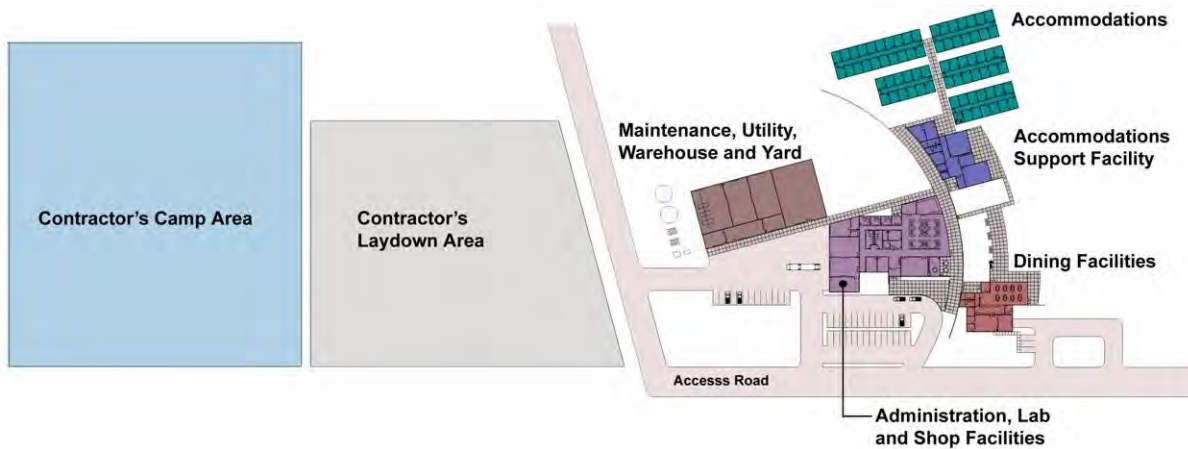 Accommodations
Maintenance, Utility,
Warehouse and Yard
Accommodations
Support Facility
Contractor's Camp Area
Contractor's
Laydown Area
Dining Facilities
Accesss Road
Administration, Lab
and Shop Facilities